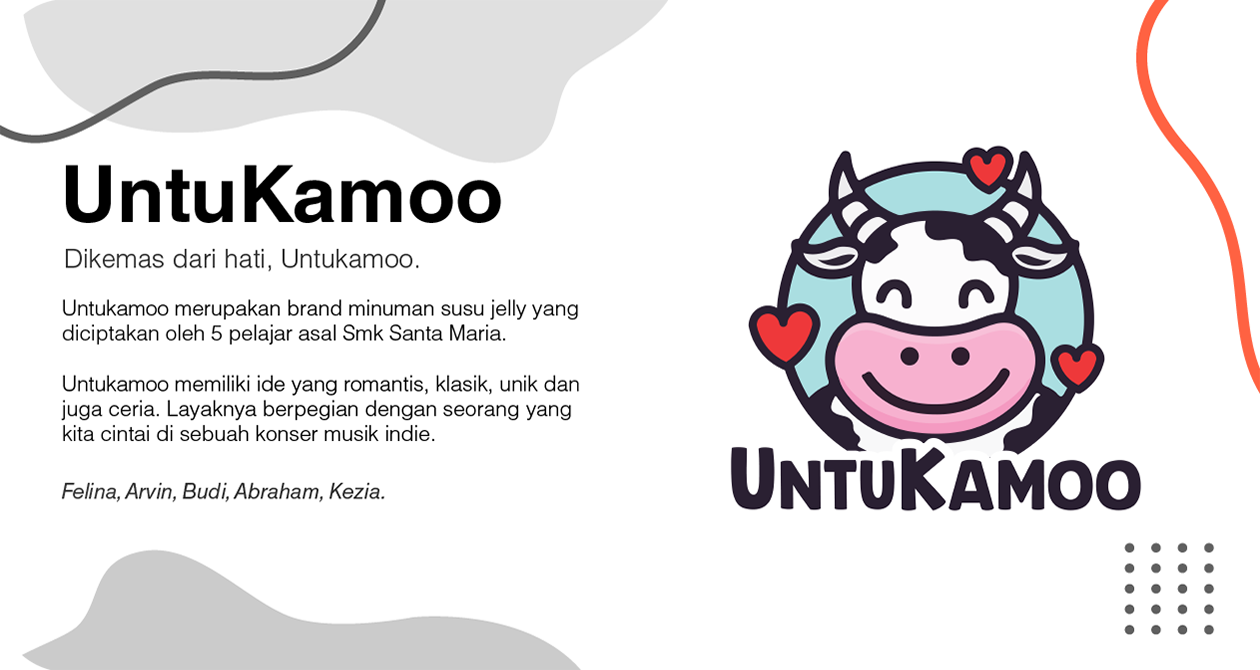 UntuKamoo
Dikemas dari hati, Untukamoo.
Untukamoo merupakan brand minuman susu jelly yang
diciptakan oleh 5 pelajar asal Smk Santa Maria.
Untukamoo memiliki ide yang romantis, klasik, unik dan
juga ceria. Layaknya berpegian dengan seorang yang
kita cintai di sebuah konser musik indie.
Felina, Arvin, Budi, Abraham, Kezia.
UNTUKAMOO